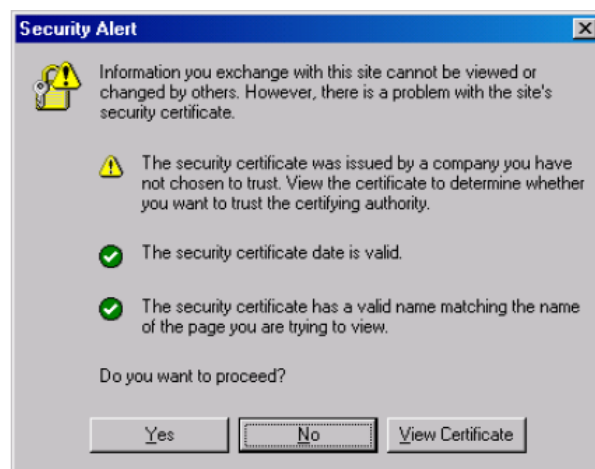 Security Alert
Information you exchange with this site cannot be viewed or
changed by others. However, there is a problem with the site's
security certificate.
The security certificate was issued by a company you have
not chosen to trust. View the certificate to determine whether
you want to trust the certifying authority.
The security certificate date is valid.
The security certificate has a valid name matching the name
of the page you are trying to view.
Do you want to proceed?
Yes No View Certificate